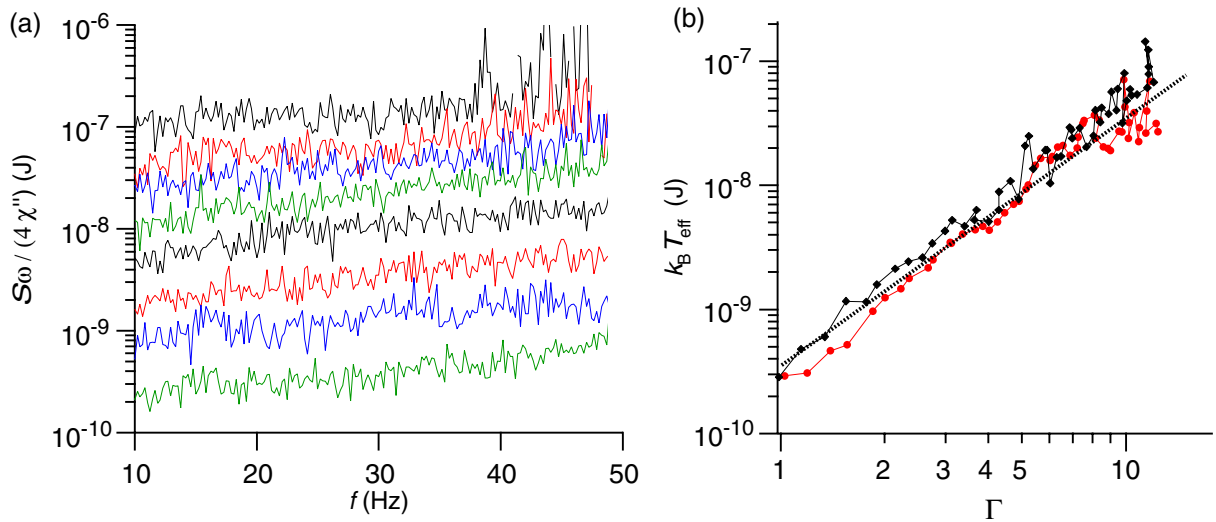 (a)
Sω / (4 χ'') (J)
10⁻⁶
10⁻⁷
10⁻⁸
10⁻⁹
10⁻¹⁰
10 20 30 40 50
f (Hz)
(b)
k_B T_eff (J)
10⁻⁷
10⁻⁸
10⁻⁹
10⁻¹⁰
1 2 3 4 5 10
Γ